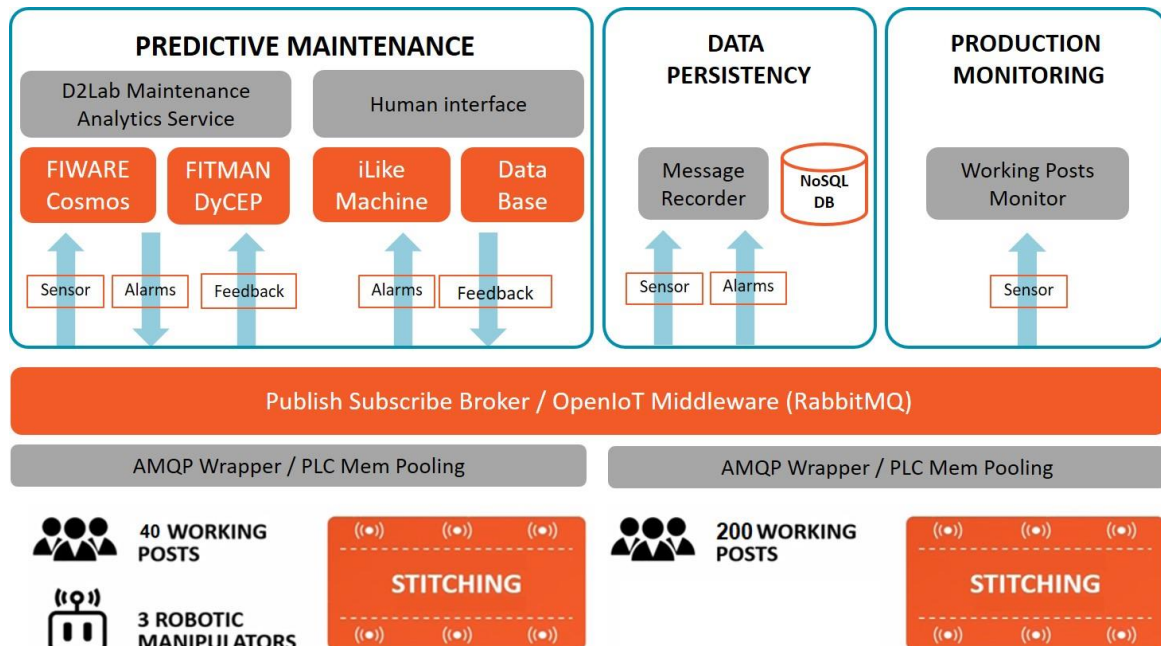 PREDICTIVE MAINTENANCE
D2Lab Maintenance
Analytics Service
Human interface
FIWARE
Cosmos
FITMAN
DyCEP
iLike
Machine
Data
Base
Sensor
Alarms
Feedback
Alarms
Feedback
DATA
PERSISTENCY
Message
Recorder
NoSQL
DB
Sensor
Alarms
PRODUCTION
MONITORING
Working Posts
Monitor
Sensor
Publish Subscribe Broker / OpenIoT Middleware (RabbitMQ)
AMQP Wrapper / PLC Mem Pooling
AMQP Wrapper / PLC Mem Pooling
40 WORKING
POSTS
3 ROBOTIC
MANIPULATORS
STITCHING
200 WORKING
POSTS
STITCHING